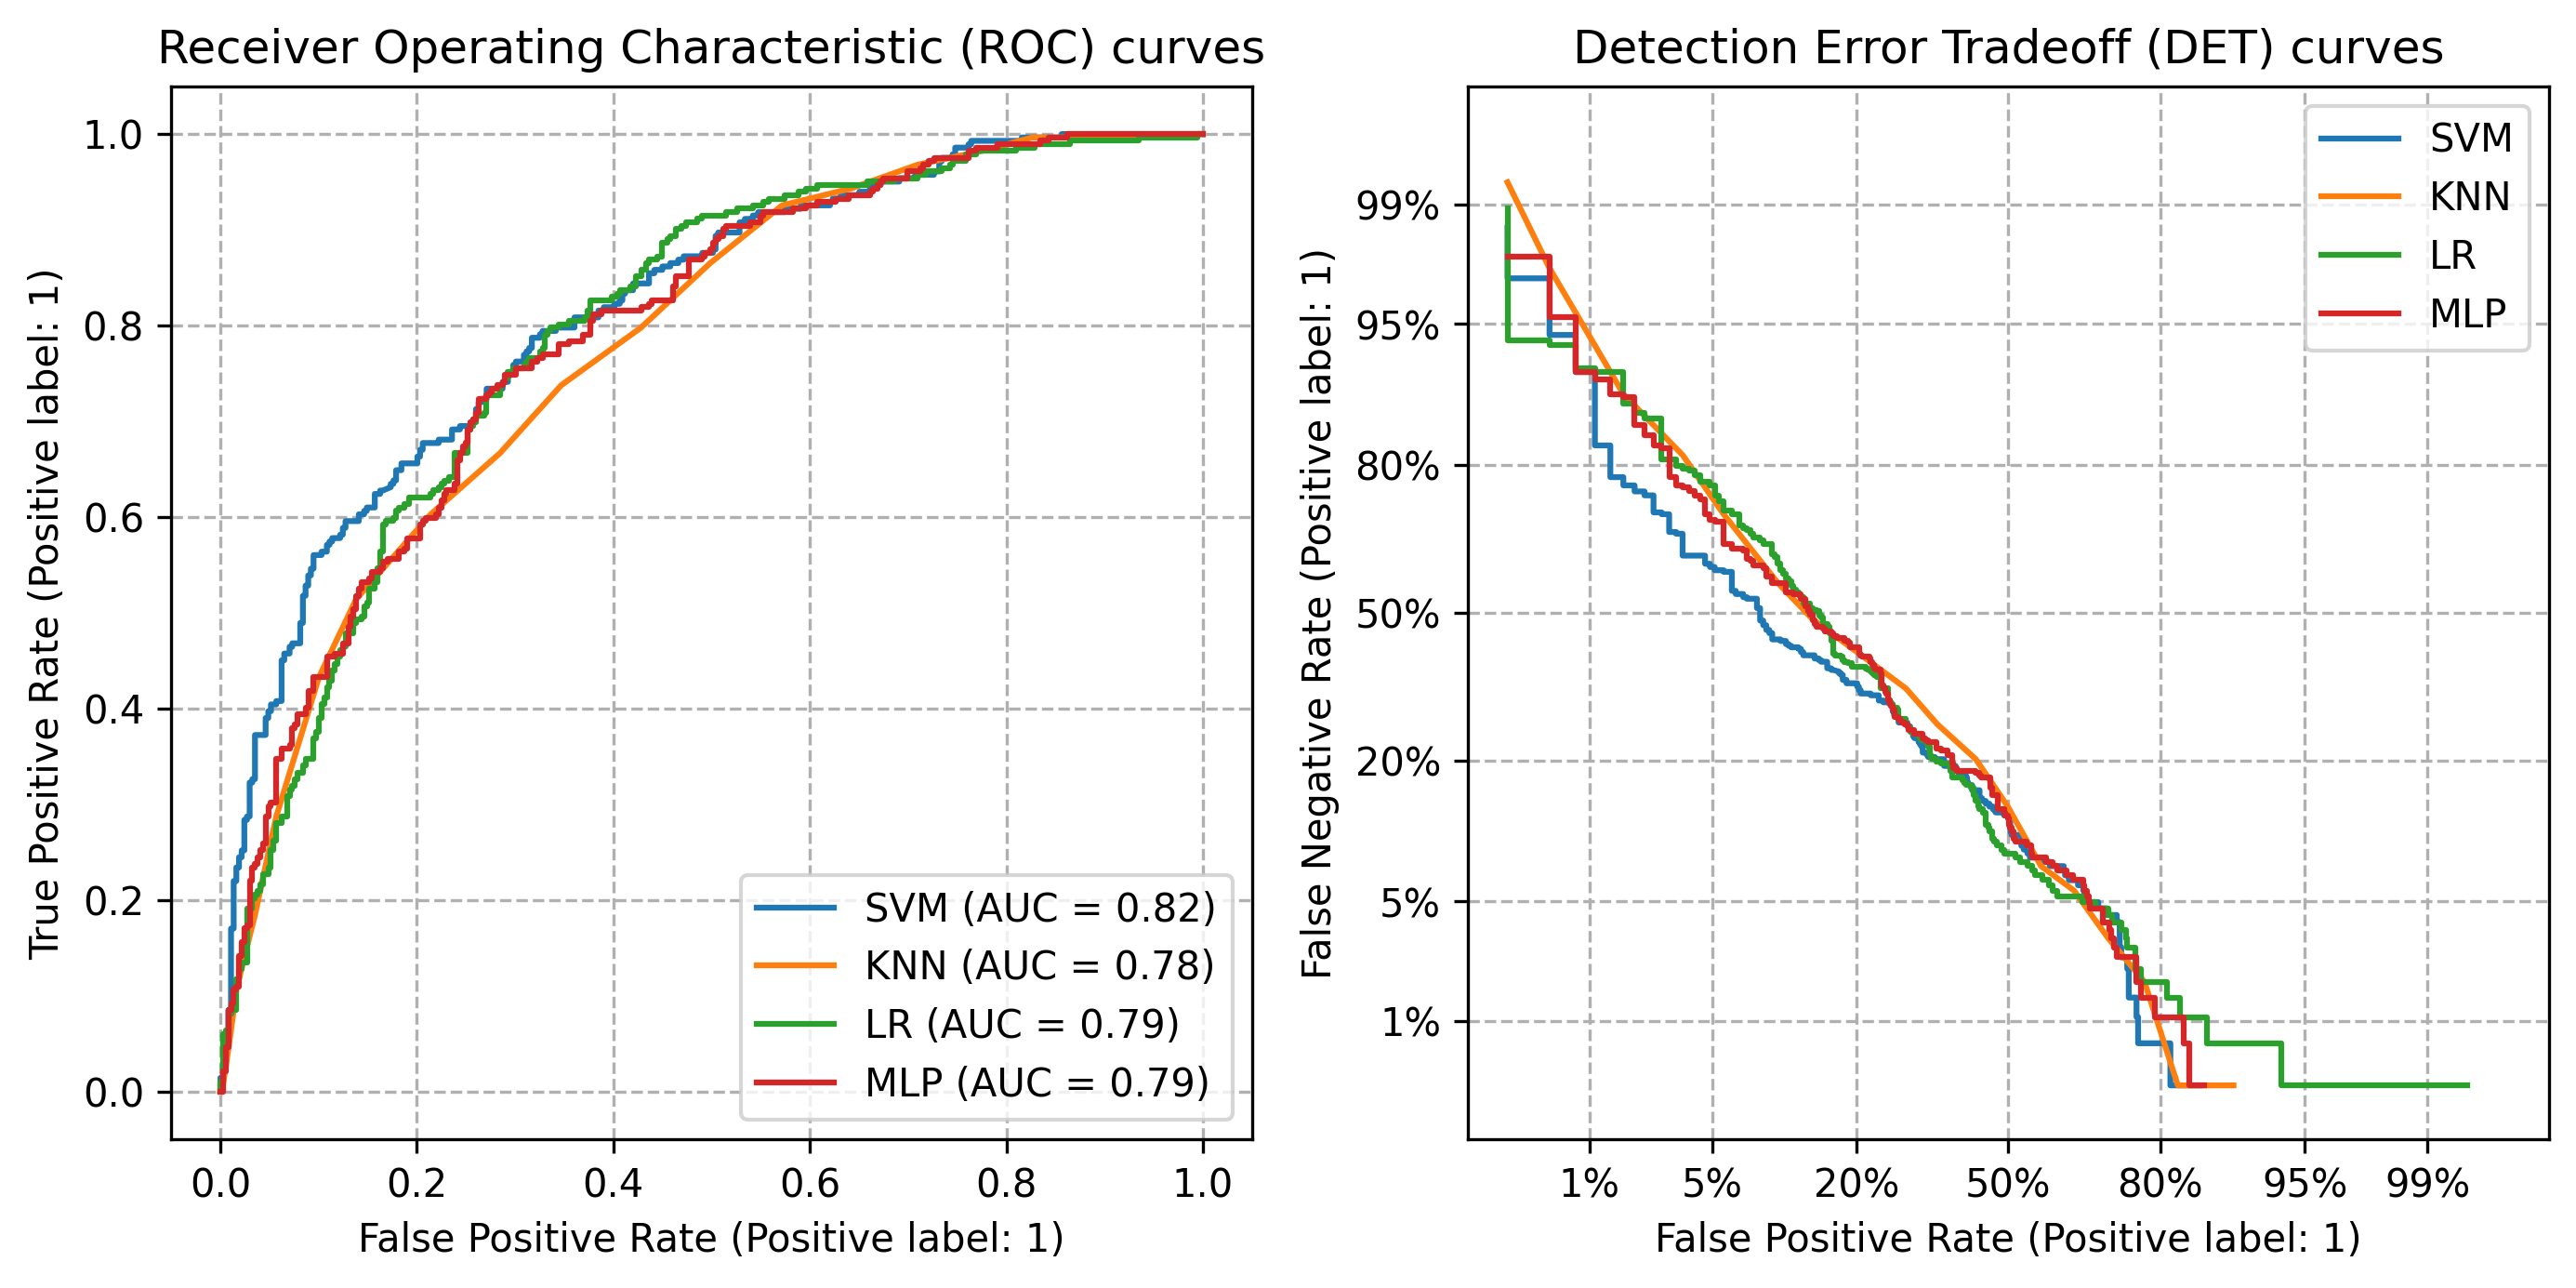 Receiver Operating Characteristic (ROC) curves
True Positive Rate (Positive label: 1)
1.0
0.8
0.6
0.4
0.2
0.0
SVM (AUC = 0.82)
KNN (AUC = 0.78)
LR (AUC = 0.79)
MLP (AUC = 0.79)
0.0 0.2 0.4 0.6 0.8 1.0
False Positive Rate (Positive label: 1)
Detection Error Tradeoff (DET) curves
False Negative Rate (Positive label: 1)
99%
95%
80%
50%
20%
5%
1%
SVM
KNN
LR
MLP
1% 5% 20% 50% 80% 95% 99%
False Positive Rate (Positive label: 1)